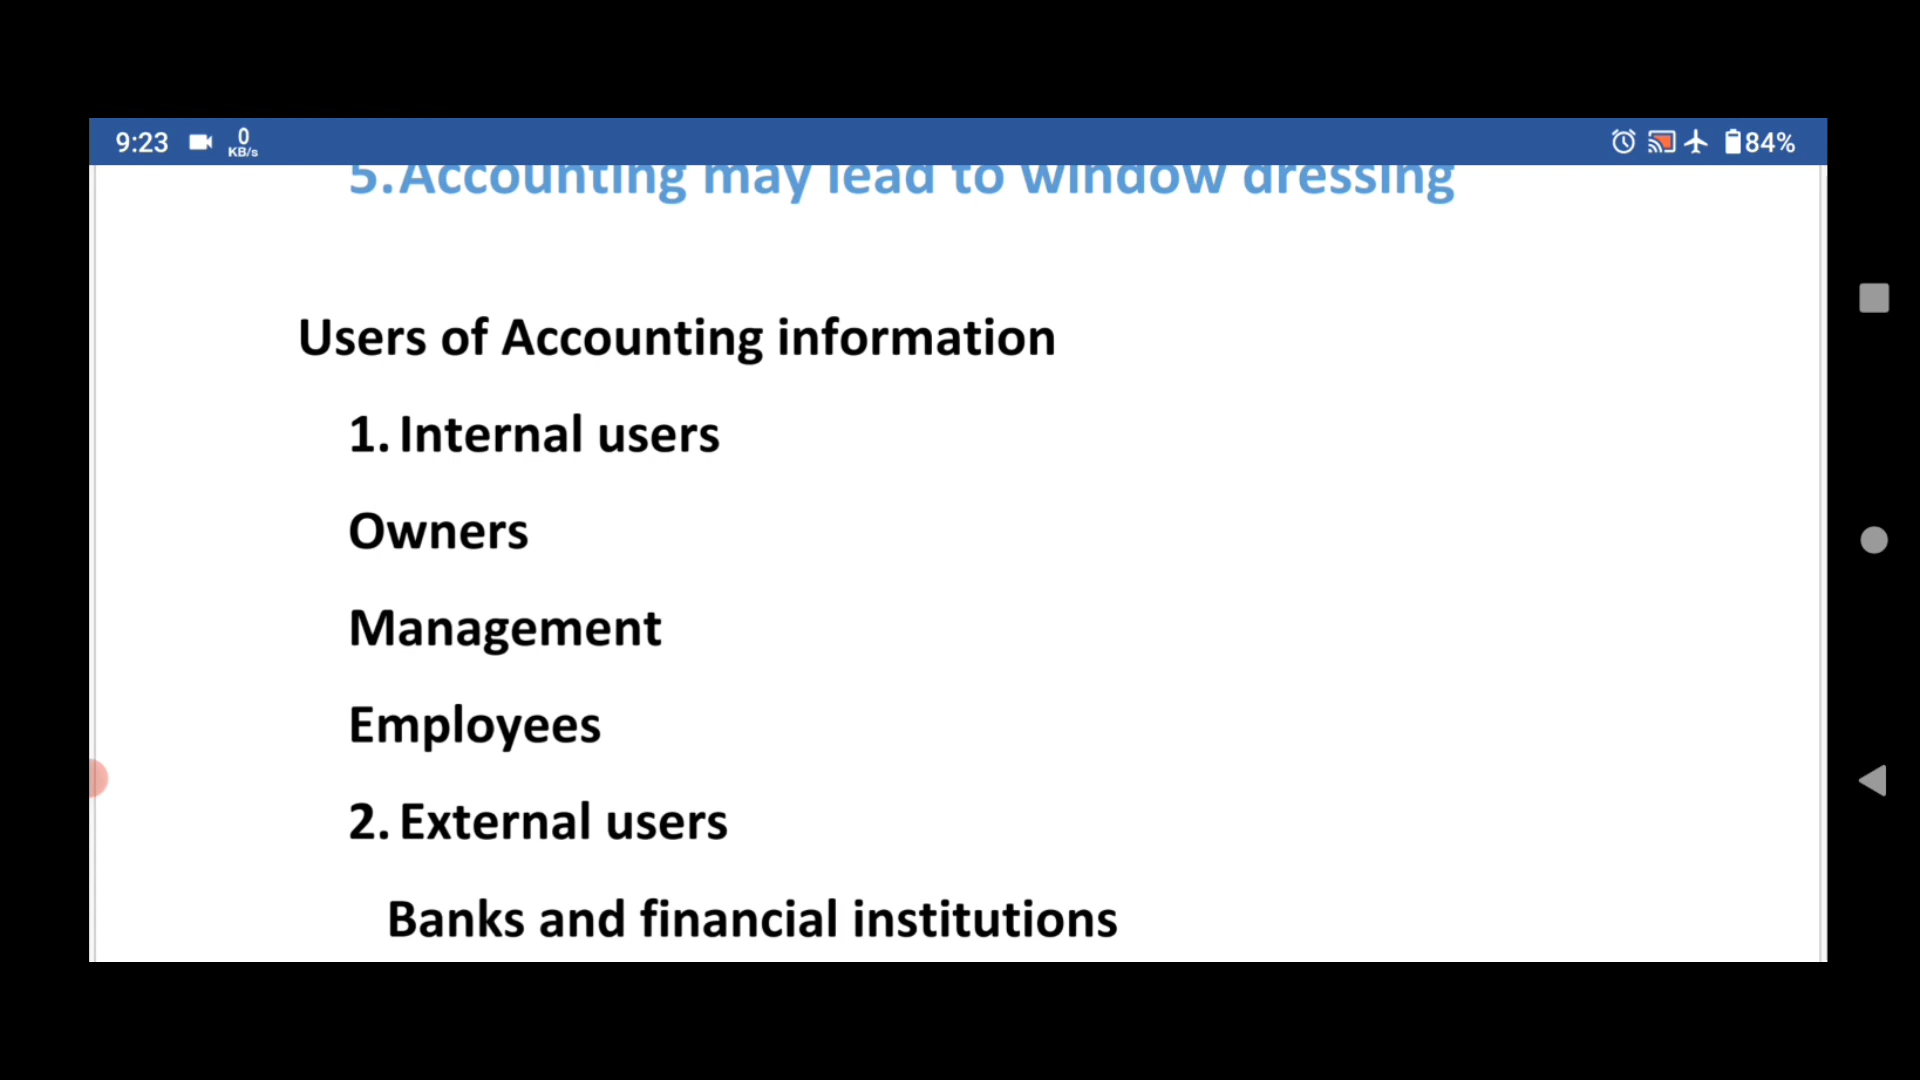 9:23 0 KB/s 84%
5. Accounting may lead to window dressing
Users of Accounting information
1. Internal users
Owners
Management
Employees
2. External users
Banks and financial institutions